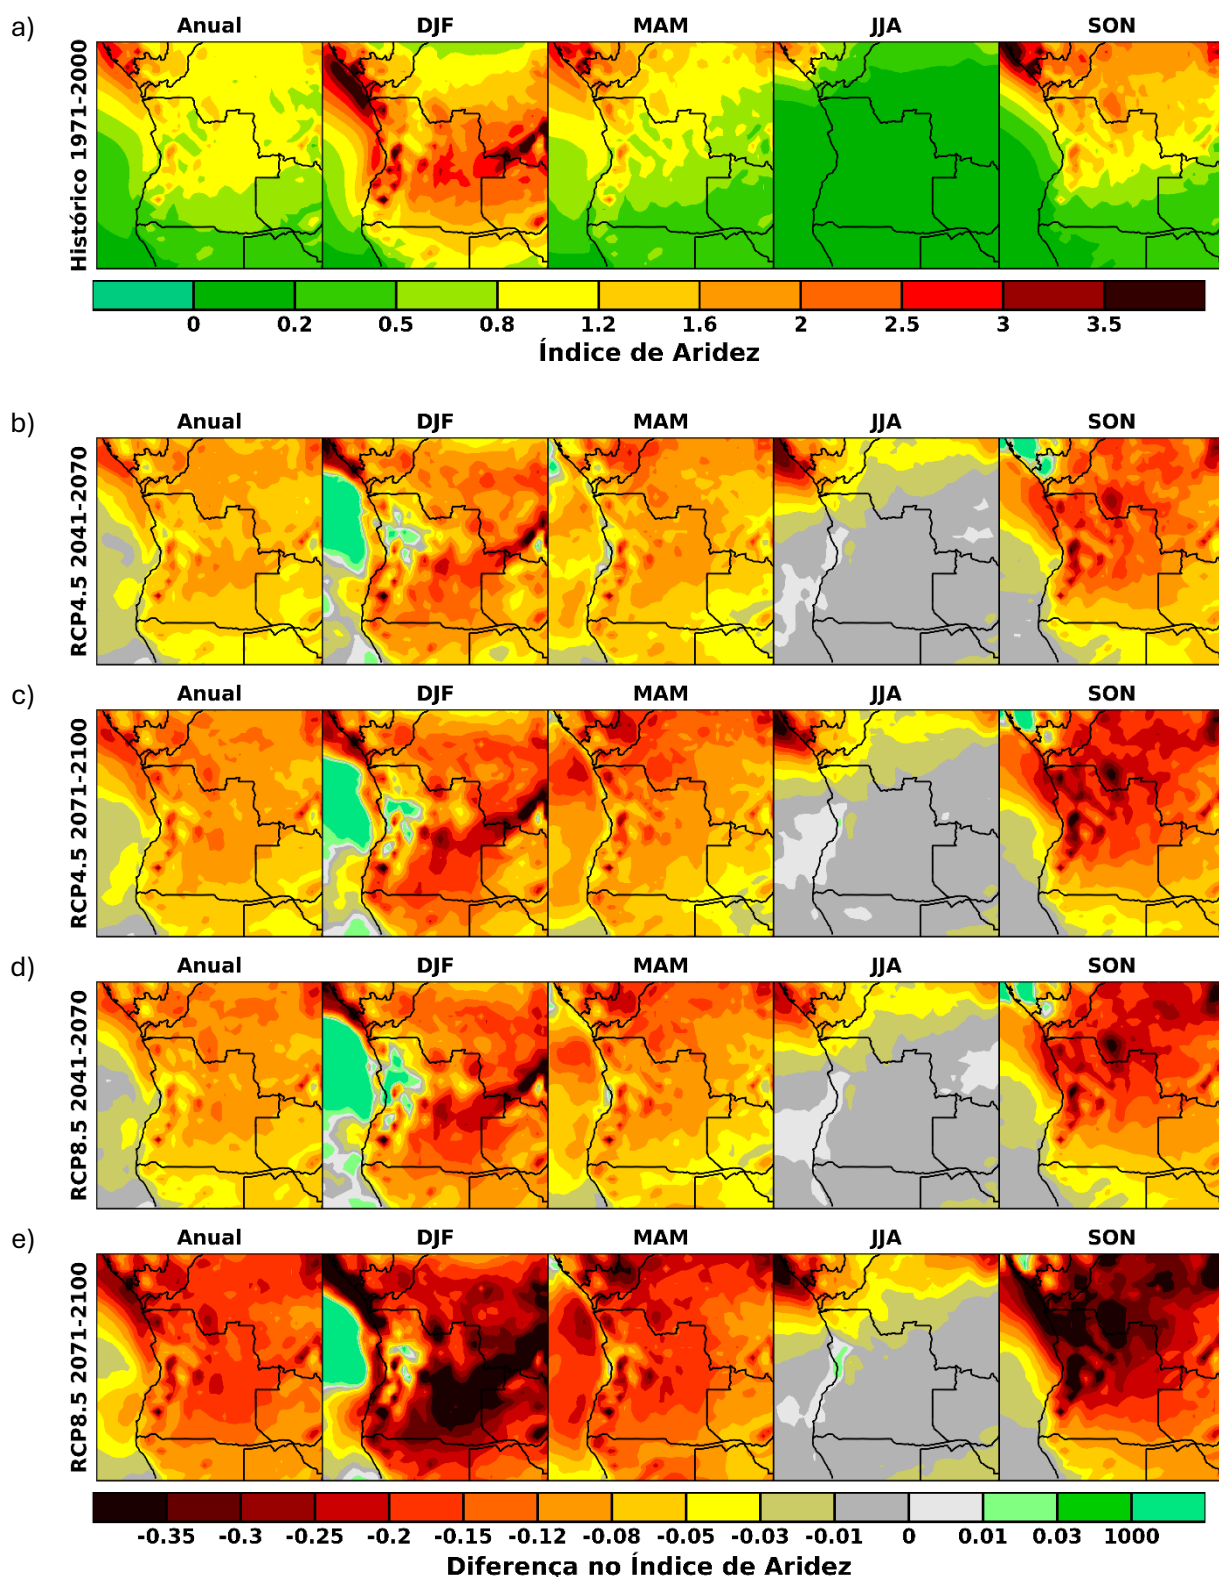 a)
Anual DJF MAM JJA SON
Histórico 1971-2000
0 0.2 0.5 0.8 1.2 1.6 2 2.5 3 3.5
Índice de Aridez
b)
Anual DJF MAM JJA SON
RCP4.5 2041-2070
c)
Anual DJF MAM JJA SON
RCP4.5 2071-2100
d)
Anual DJF MAM JJA SON
RCP8.5 2041-2070
e)
Anual DJF MAM JJA SON
RCP8.5 2071-2100
-0.35 -0.3 -0.25 -0.2 -0.15 -0.12 -0.08 -0.05 -0.03 -0.01 0 0.01 0.03 1000
Diferença no Índice de Aridez